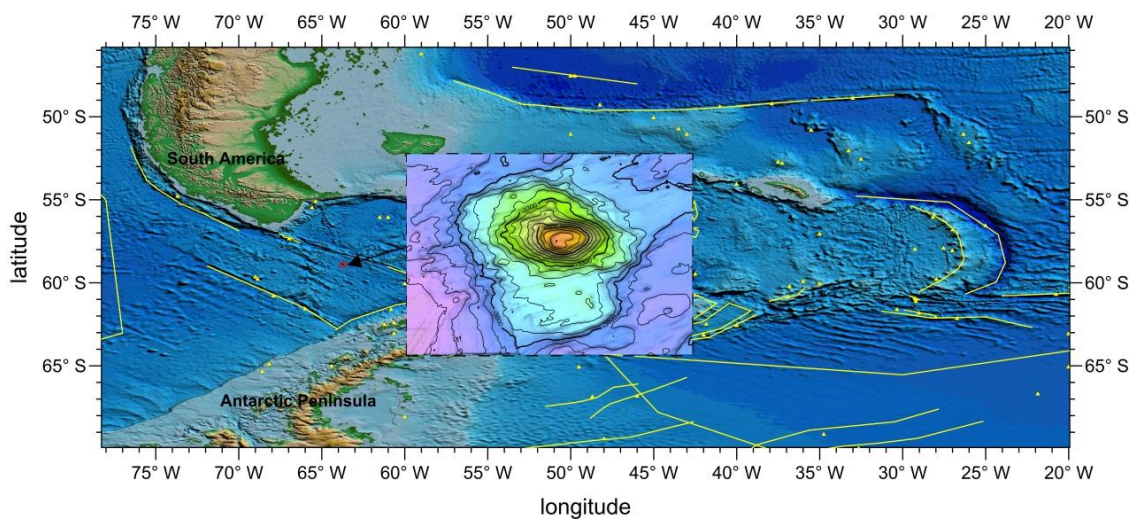 75° W 70° W 65° W 60° W 55° W 50° W 45° W 40° W 35° W 30° W 25° W 20° W
50° S 50° S
South America
55° S 55° S
latitude
60° S 60° S
65° S 65° S
Antarctic Peninsula
75° W 70° W 65° W 60° W 55° W 50° W 45° W 40° W 35° W 30° W 25° W 20° W
longitude